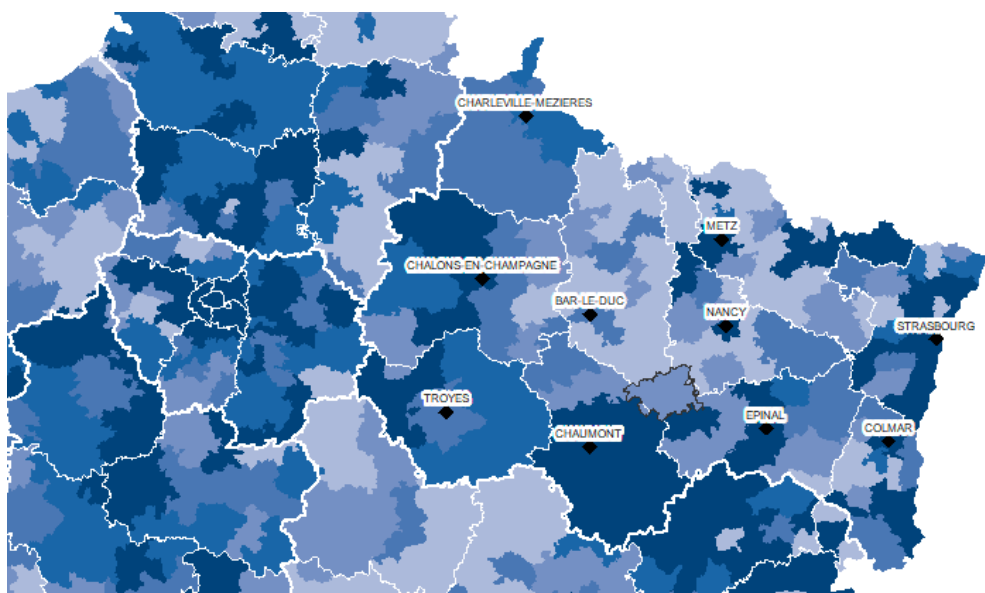 CHARLEVILLE-MEZIERES
METZ
CHALONS-EN-CHAMPAGNE
BAR-LE-DUC
NANCY
STRASBOURG
TROYES
EPINAL
COLMAR
CHAUMONT